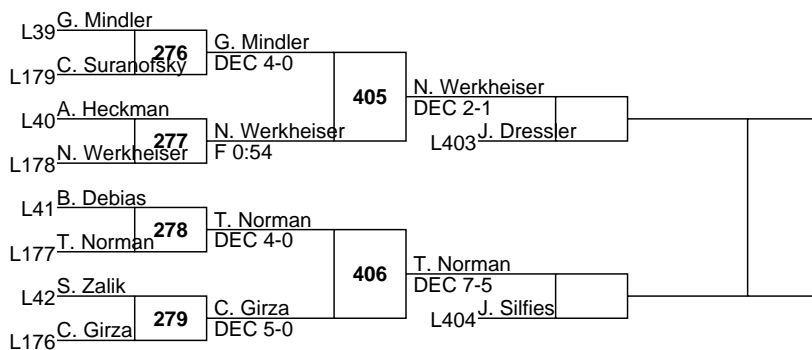 G. Mindler
L39
276
G. Mindler
C. Suranofsky
DEC 4-0
L179
405
N. Werkheiser
DEC 2-1
A. Heckman
L40
277
N. Werkheiser
N. Werkheiser
F 0:54
L178
J. Dressler
L403
B. Debias
L41
278
T. Norman
T. Norman
DEC 4-0
L177
406
T. Norman
DEC 7-5
S. Zalik
L42
279
C. Girza
C. Girza
DEC 5-0
L176
J. Silfies
L404